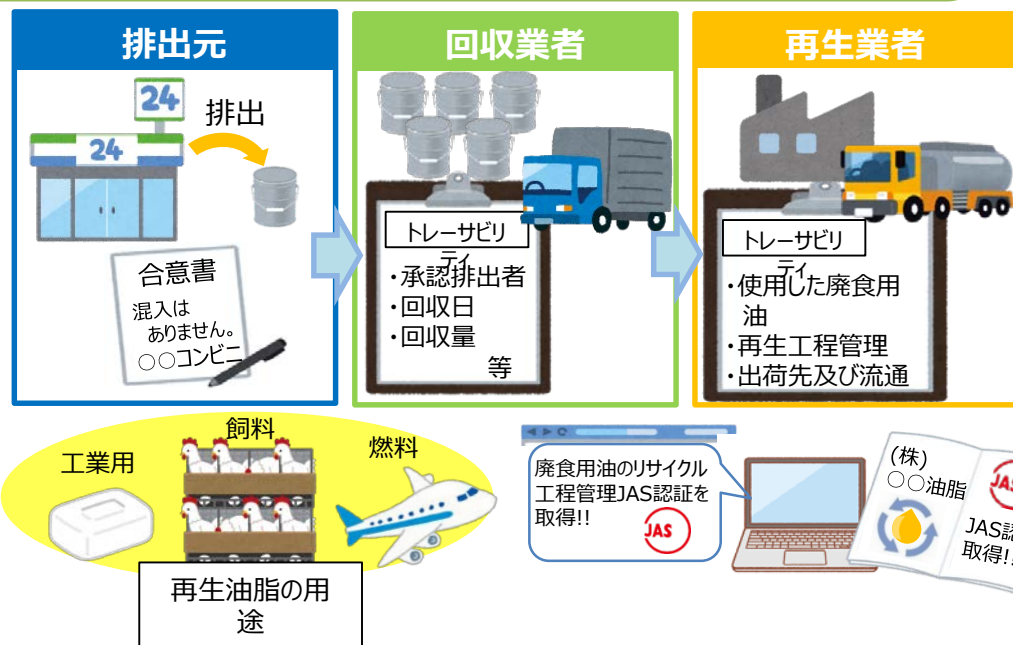 排出元
24
24
排出
合意書
混入は
ありません。
○○コンビニ
回収業者
トレーサビリ
ティ
・承認排出者
・回収日
・回収量
等
再生業者
トレーサビリ
ティ
・使用した廃食用
油
・再生工程管理
・出荷先及び流通
工業用
飼料
燃料
再生油脂の用
途
廃食用油のリサイクル
工程管理JAS認証を
取得!!
JAS
(株)
○○油脂
JAS
JAS認
取得!